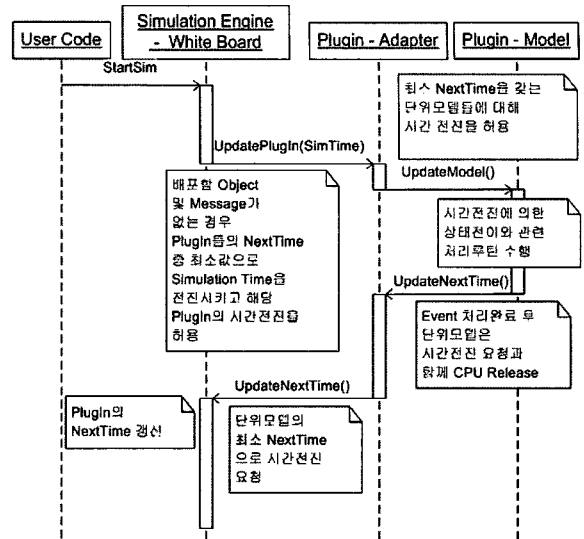 User Code
Simulation Engine
- White Board
Plugin - Adapter
Plugin - Model
StartSim
최소 NextTime을 갖는
단위모델들에 대해
시간 전진을 허용
UpdatePlugIn(SimTime)
UpdateModel()
배포할 Object
및 Message가
없는 경우
PlugIn들의 NextTime
중 최소값으로
Simulation Time을
전진시키고 해당
PlugIn의 시간전진을
허용
시간전진에 의한
상태전이와 관련
처리루틴 수행
UpdateNextTime()
Event 처리완료 후
단위모델은
시간전진 요청과
함께 CPU Release
UpdateNextTime()
PlugIn의
NextTime 갱신
단위모델의
최소 NextTime
으로 시간전진
요청